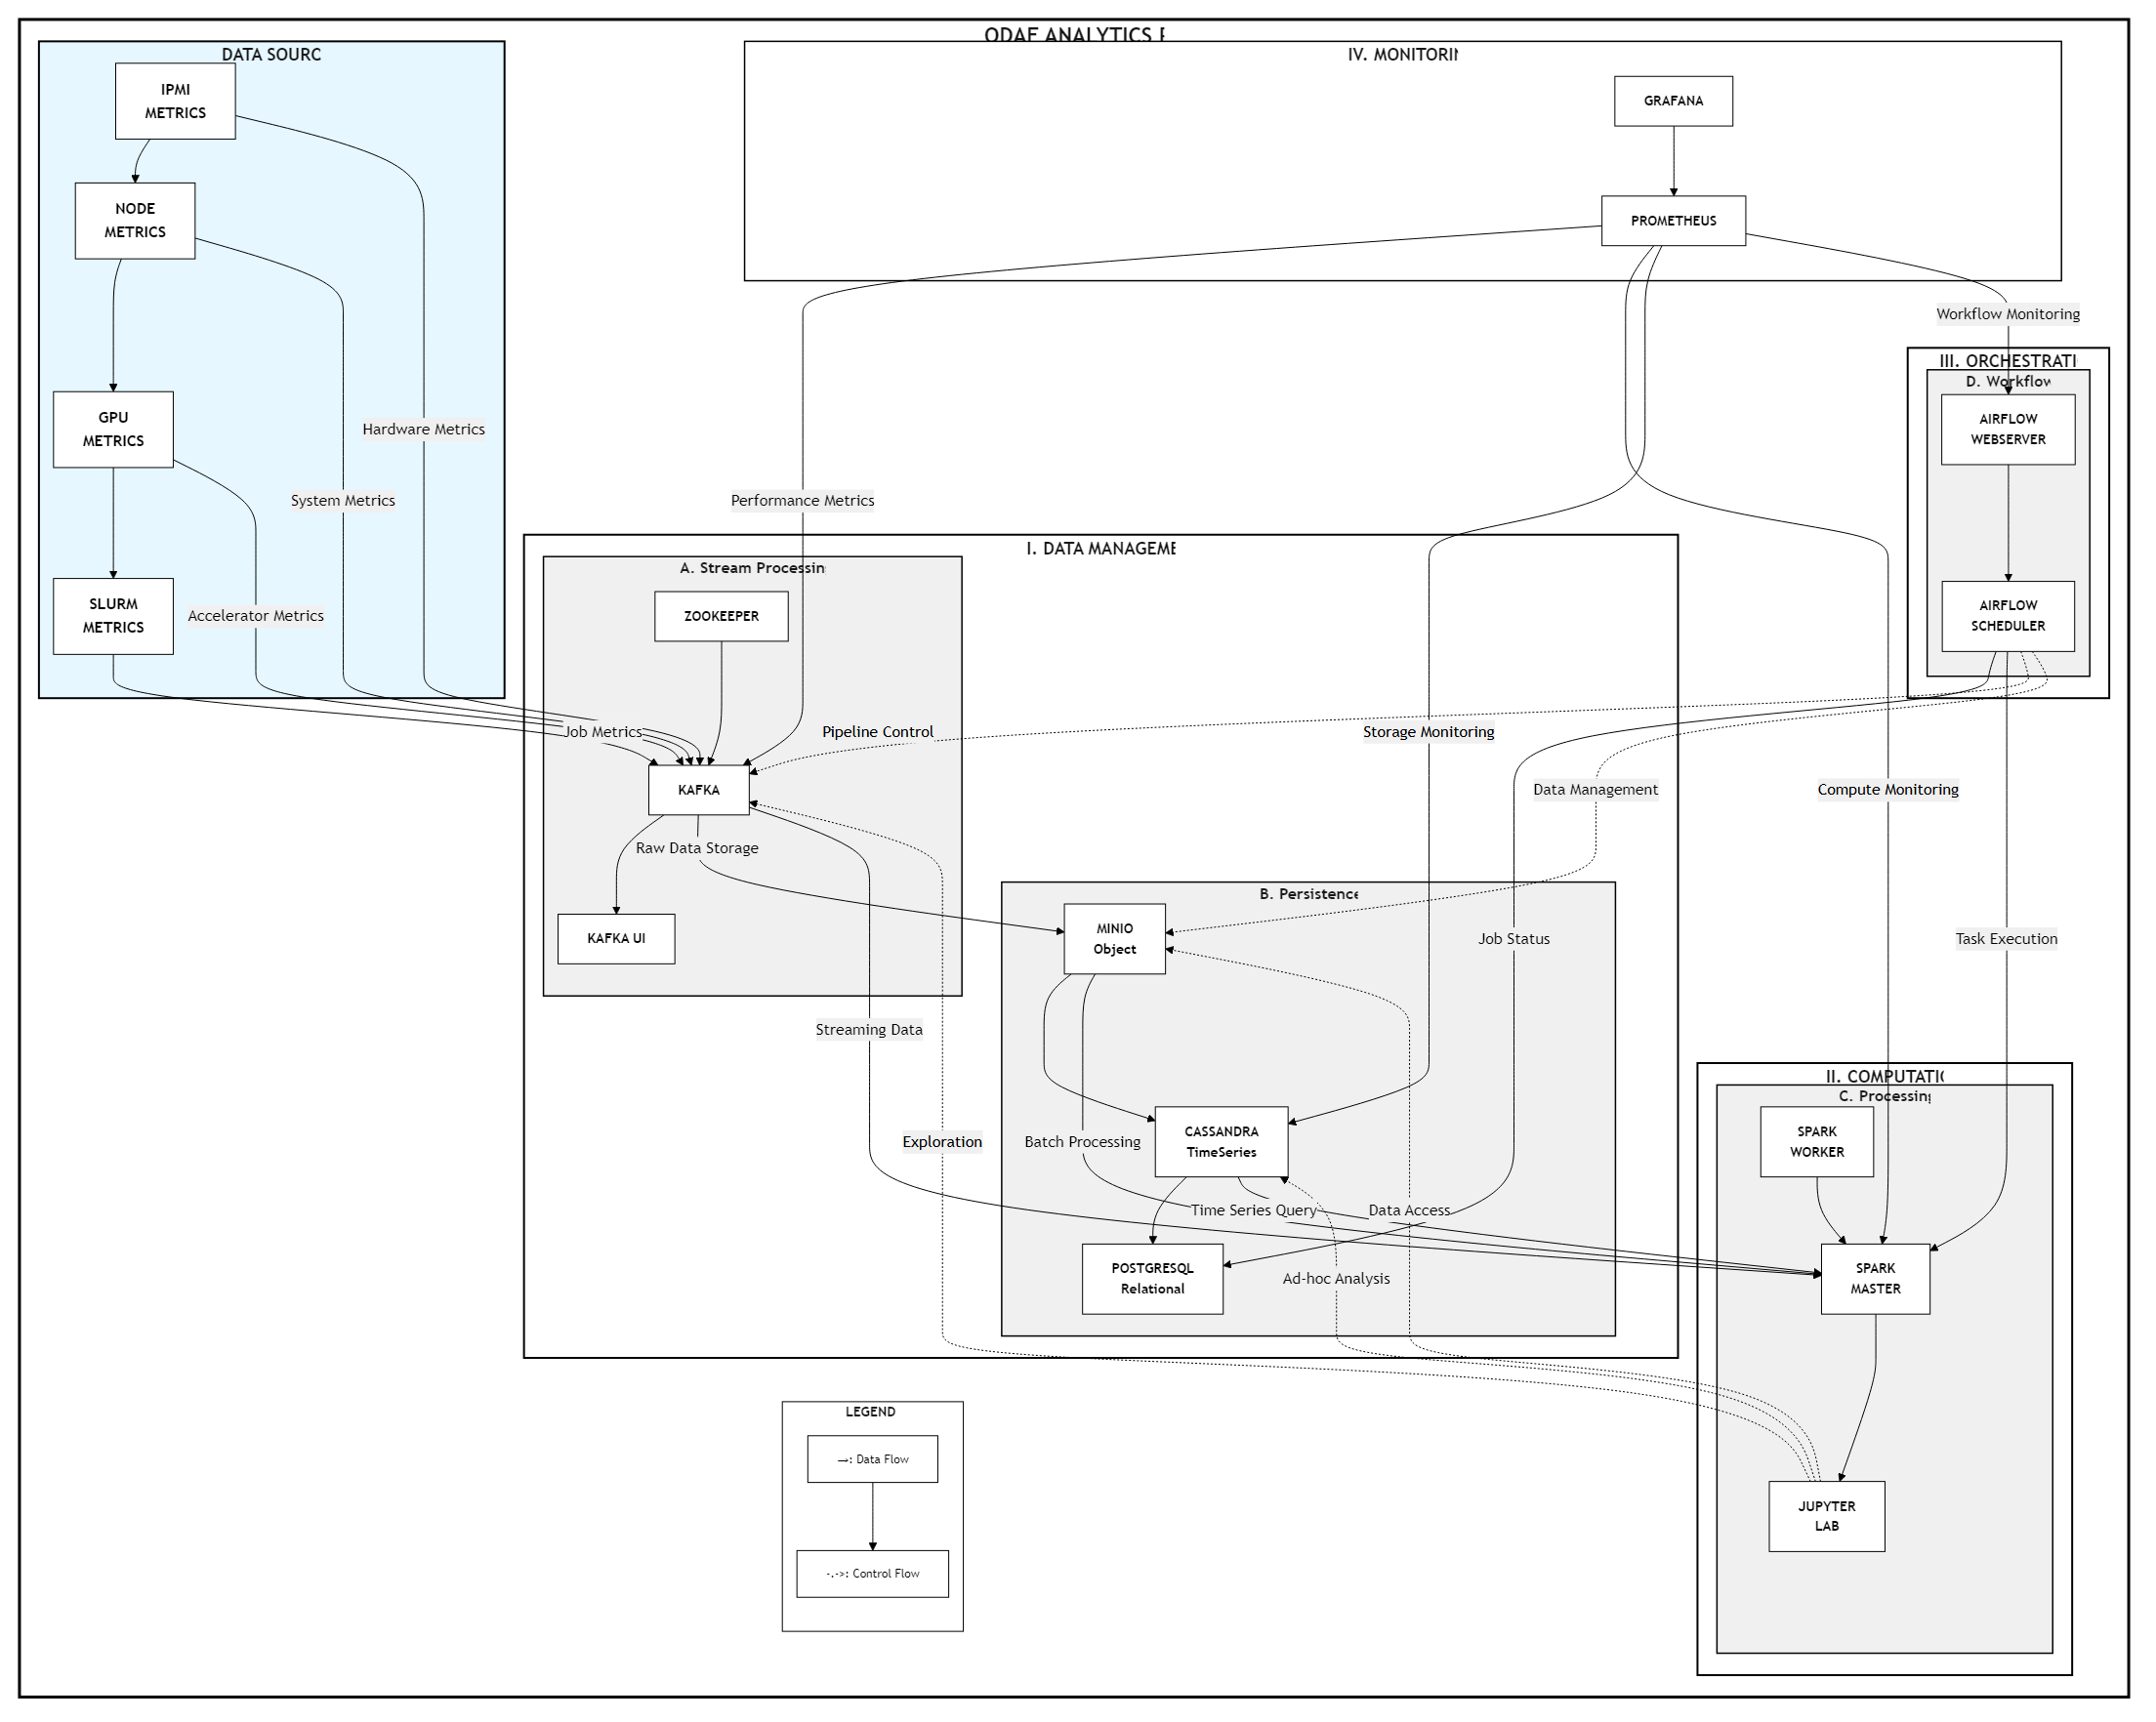 ODAF ANALYTICS
DATA SOURC
IPMI
METRICS
NODE
METRICS
GPU
METRICS
SLURM
METRICS
Hardware Metrics
System Metrics
Accelerator Metrics
Job Metrics
IV. MONITORIN
GRAFANA
PROMETHEUS
Performance Metrics
Workflow Monitoring
III. ORCHESTRATI
D. Workflow
AIRFLOW
WEBSERVER
AIRFLOW
SCHEDULER
I. DATA MANAGEME
A. Stream Processin
ZOOKEEPER
Pipeline Control
KAFKA
Raw Data Storage
KAFKA UI
Storage Monitoring
Data Management
Compute Monitoring
Job Status
Task Execution
Streaming Data
Exploration
B. Persistence
MINIO
Object
CASSANDRA
TimeSeries
Batch Processing
Time Series Query
Data Access
POSTGRESQL
Relational
Ad-hoc Analysis
II. COMPUTATIO
C. Processing
SPARK
WORKER
SPARK
MASTER
JUPYTER
LAB
LEGEND
→: Data Flow
-.->: Control Flow